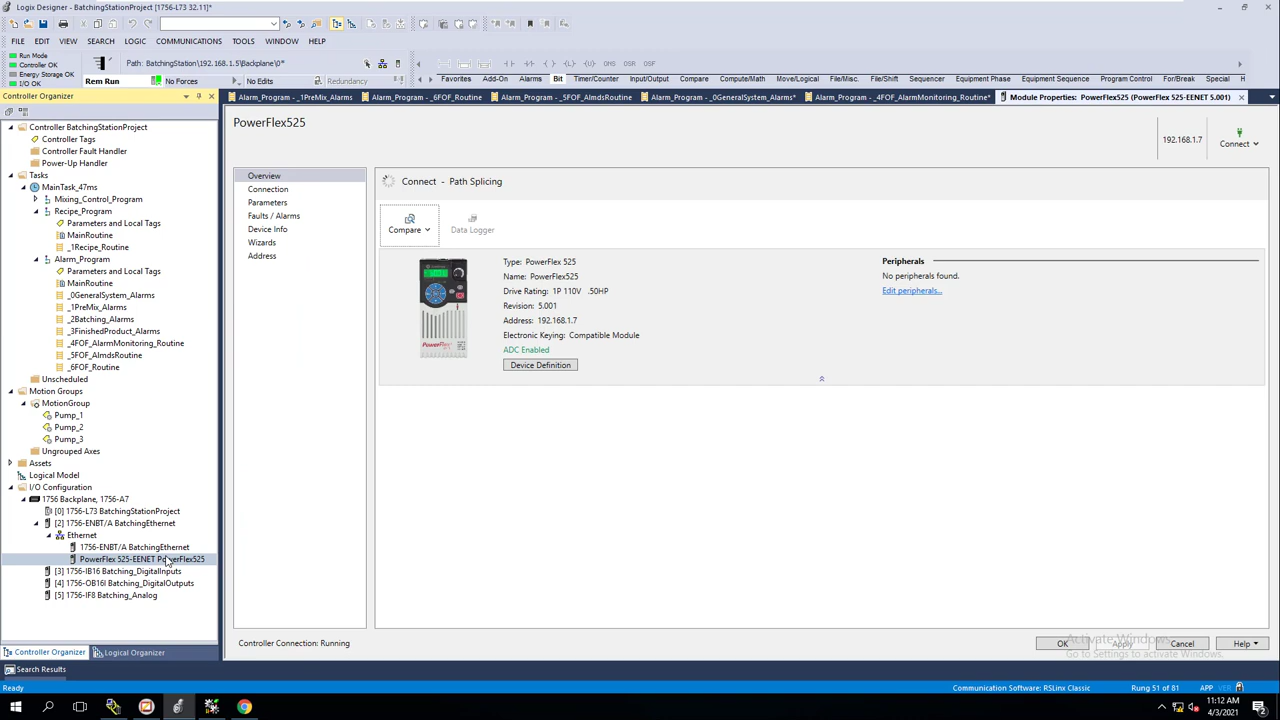 Logix Designer - BatchingStationProject [1756-L73 32.11]*
FILE EDIT VIEW SEARCH LOGIC COMMUNICATIONS TOOLS WINDOW HELP
Run Mode
Controller OK
Energy Storage OK
I/O OK
Path: BatchingStation\192.168.1.5\Backplane\0*
Rem Run No Forces No Edits Redundancy
ONS OSR OSF
Favorites Add-On Alarms Bit Timer/Counter Input/Output Compare Compute/Math Move/Logical File/Misc. File/Shift Sequencer Equipment Phase Equipment Sequence Program Control For/Break Special
Controller Organizer
Alarm_Program - _1PreMix_Alarms Alarm_Program - _6FOF_Routine Alarm_Program - _5FOF_AlmdsRoutine Alarm_Program - _0GeneralSystem_Alarms* Alarm_Program - _4FOF_AlarmMonitoring_Routine* Module Properties: PowerFlex525 (PowerFlex 525-EENET 5.001)
Controller BatchingStationProject
Controller Tags
Controller Fault Handler
Power-Up Handler
Tasks
MainTask_47ms
Mixing_Control_Program
Recipe_Program
Parameters and Local Tags
MainRoutine
_1Recipe_Routine
Alarm_Program
Parameters and Local Tags
MainRoutine
_0GeneralSystem_Alarms
_1PreMix_Alarms
_2Batching_Alarms
_3FinishedProduct_Alarms
_4FOF_AlarmMonitoring_Routine
_5FOF_AlmdsRoutine
_6FOF_Routine
Unscheduled
Motion Groups
MotionGroup
Pump_1
Pump_2
Pump_3
Ungrouped Axes
Assets
Logical Model
I/O Configuration
1756 Backplane, 1756-A7
[0] 1756-L73 BatchingStationProject
[2] 1756-ENBT/A BatchingEthernet
Ethernet
1756-ENBT/A BatchingEthernet
PowerFlex 525-EENET PowerFlex525
[3] 1756-IB16 Batching_DigitalInputs
[4] 1756-OB16I Batching_DigitalOutputs
[5] 1756-IF8 Batching_Analog
Controller Organizer Logical Organizer
PowerFlex525
192.168.1.7
Connect
Overview
Connection
Parameters
Faults / Alarms
Device Info
Wizards
Address
Connect - Path Splicing
Compare
Data Logger
Type: PowerFlex 525
Name: PowerFlex525
Drive Rating: 1P 110V .50HP
Revision: 5.001
Address: 192.168.1.7
Electronic Keying: Compatible Module
ADC Enabled
Device Definition
Peripherals
No peripherals found.
Edit peripherals...
Controller Connection: Running
OK Apply Cancel Help
Activate Windows
Go to Settings to activate Windows.
Search Results
Ready
Communication Software: RSLinx Classic Rung 51 of 81 APP VER
11:12 AM
4/3/2021
2